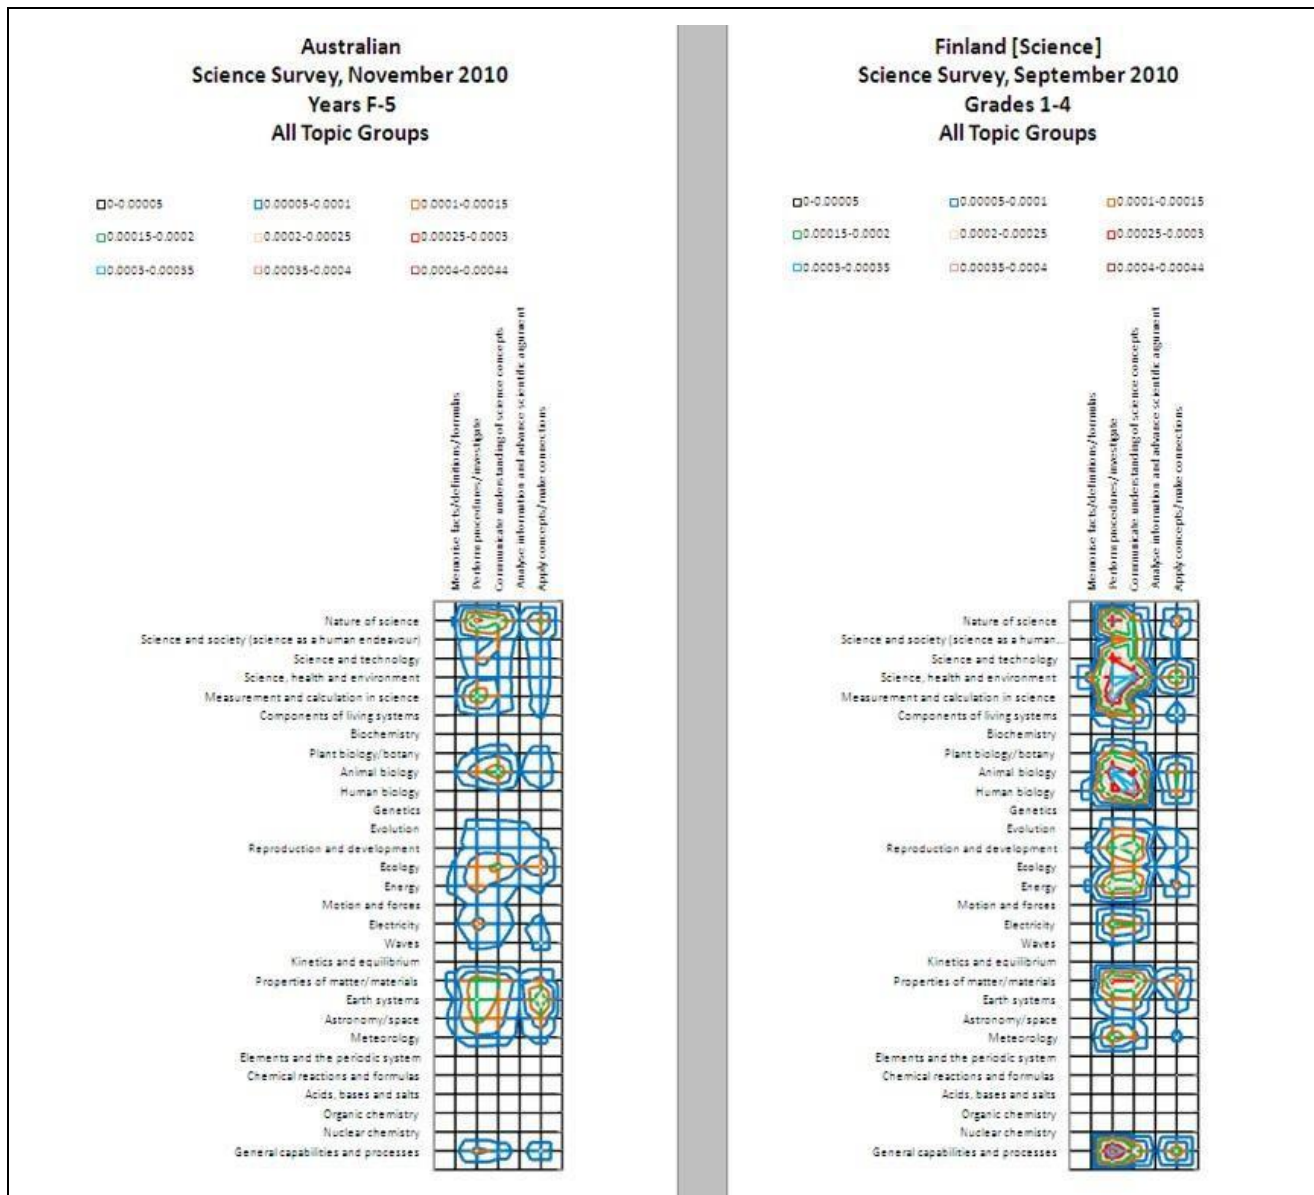 Australian
Science Survey, November 2010
Years F-5
All Topic Groups
0-0.00005
0.00005-0.0001
0.0001-0.00015
0.00015-0.0002
0.0002-0.00025
0.00025-0.0003
0.0003-0.00035
0.00035-0.0004
0.0004-0.00044
Memorise facts/definitions/formulas
Perform procedures/investigate
Communicate understanding of science concepts
Analyse information and advance scientific argument
Apply concepts/make connections
Nature of science
Science and society (science as a human endeavour)
Science and technology
Science, health and environment
Measurement and calculation in science
Components of living systems
Biochemistry
Plant biology/botany
Animal biology
Human biology
Genetics
Evolution
Reproduction and development
Ecology
Energy
Motion and forces
Electricity
Waves
Kinetics and equilibrium
Properties of matter/materials
Earth systems
Astronomy/space
Meteorology
Elements and the periodic system
Chemical reactions and formulas
Acids, bases and salts
Organic chemistry
Nuclear chemistry
General capabilities and processes
Finland [Science]
Science Survey, September 2010
Grades 1-4
All Topic Groups
0-0.00005
0.00005-0.0001
0.0001-0.00015
0.00015-0.0002
0.0002-0.00025
0.00025-0.0003
0.0003-0.00035
0.00035-0.0004
0.0004-0.00044
Memorise facts/definitions/formulas
Perform procedures/investigate
Communicate understanding of science concepts
Analyse information and advance scientific argument
Apply concepts/make connections
Nature of science
Science and society (science as a human...
Science and technology
Science, health and environment
Measurement and calculation in science
Components of living systems
Biochemistry
Plant biology/botany
Animal biology
Human biology
Genetics
Evolution
Reproduction and development
Ecology
Energy
Motion and forces
Electricity
Waves
Kinetics and equilibrium
Properties of matter/materials
Earth systems
Astronomy/space
Meteorology
Elements and the periodic system
Chemical reactions and formulas
Acids, bases and salts
Organic chemistry
Nuclear chemistry
General capabilities and processes